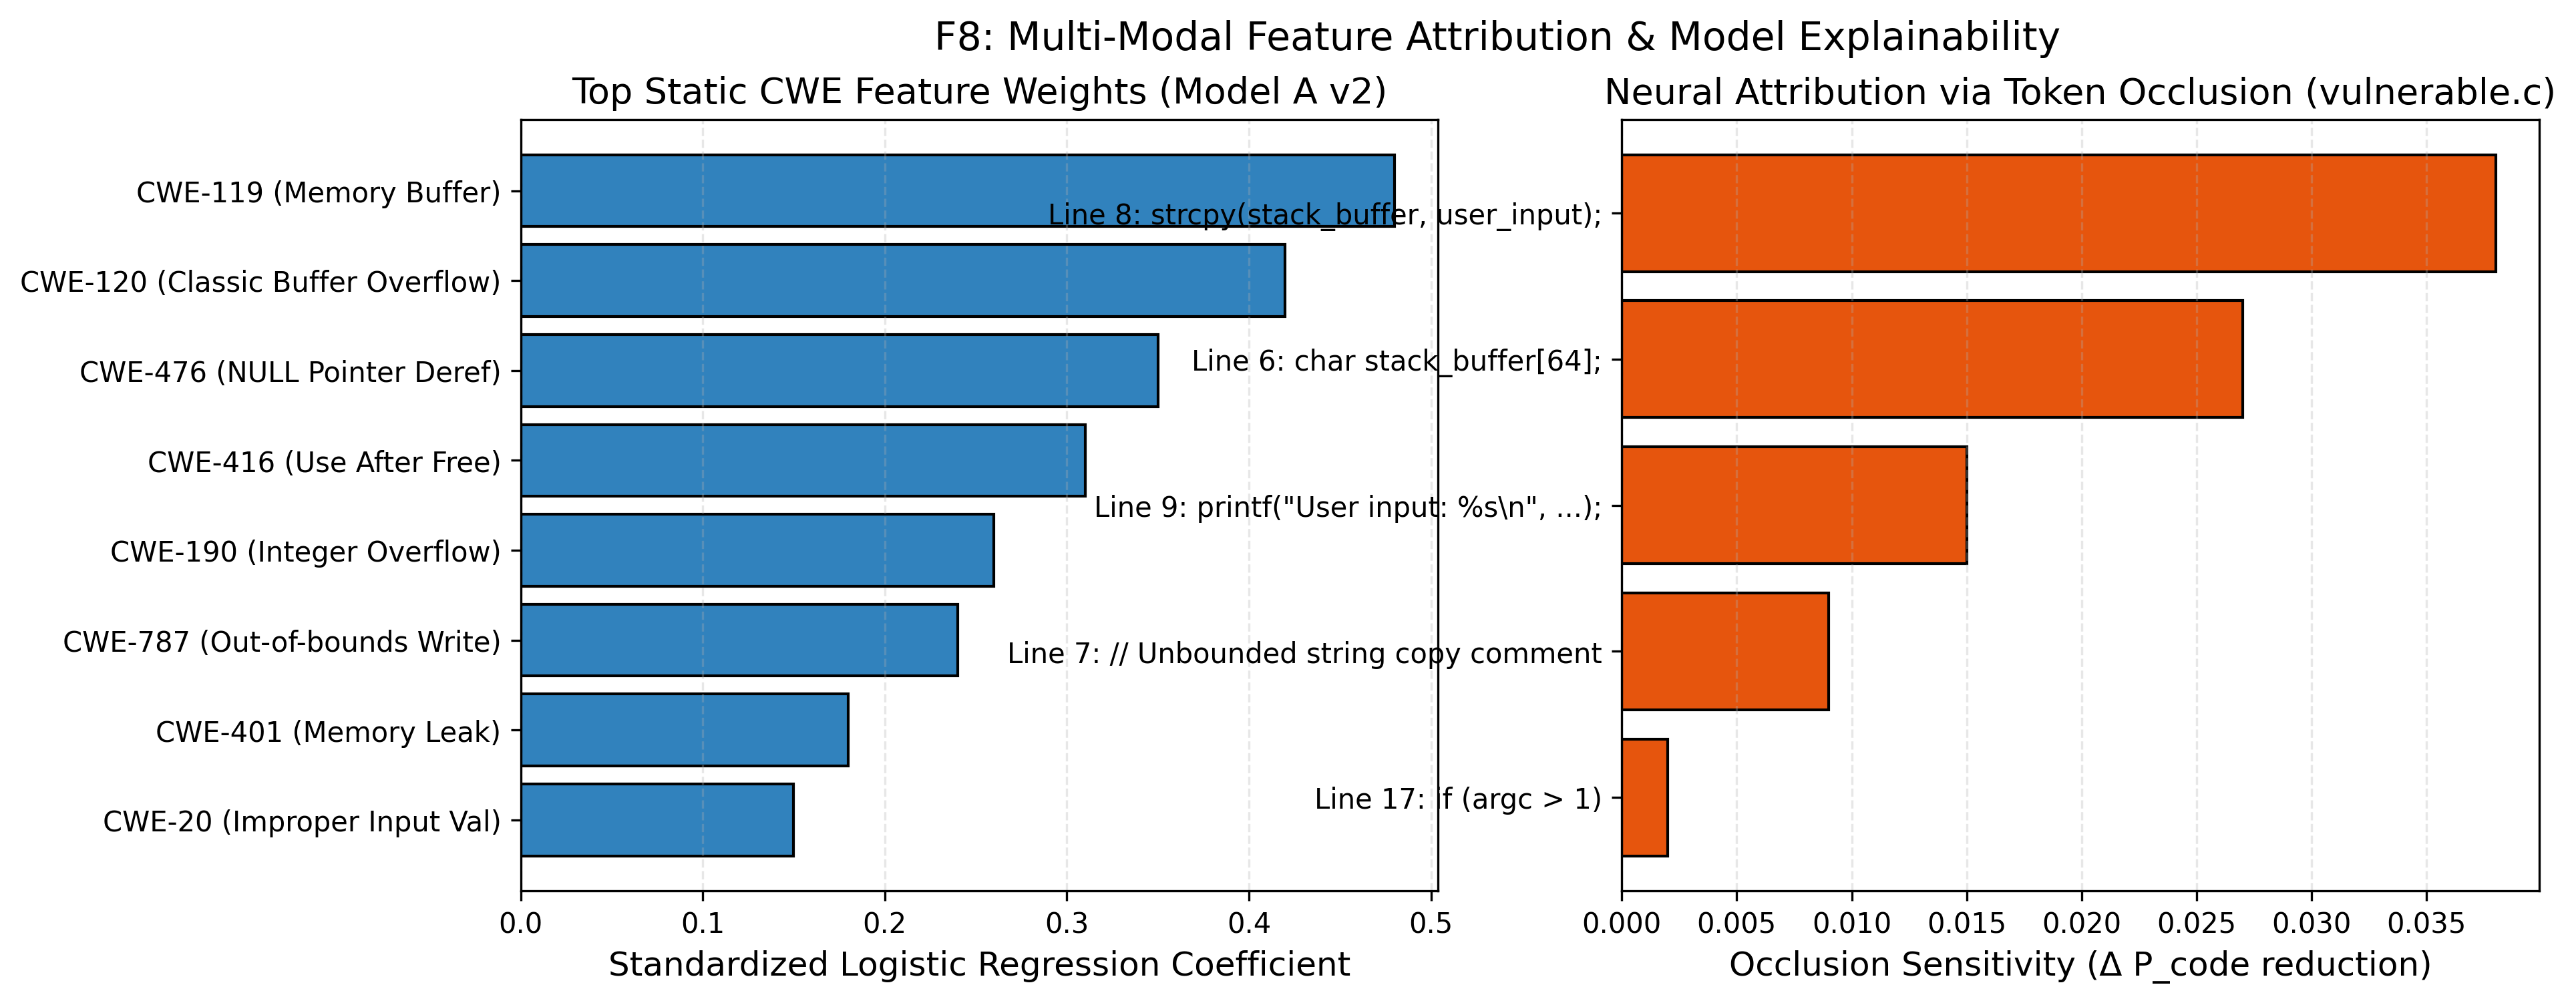 F8: Multi-Modal Feature Attribution & Model Explainability
Top Static CWE Feature Weights (Model A v2)
CWE-119 (Memory Buffer)
CWE-120 (Classic Buffer Overflow)
CWE-476 (NULL Pointer Deref)
CWE-416 (Use After Free)
CWE-190 (Integer Overflow)
CWE-787 (Out-of-bounds Write)
CWE-401 (Memory Leak)
CWE-20 (Improper Input Val)
0.0 0.1 0.2 0.3 0.4 0.5
Standardized Logistic Regression Coefficient
Neural Attribution via Token Occlusion (vulnerable.c)
Line 8: strcpy(stack_buffer, user_input);
Line 6: char stack_buffer[64];
Line 9: printf("User input: %s\n", ...);
Line 7: // Unbounded string copy comment
Line 17: if (argc > 1)
0.000 0.005 0.010 0.015 0.020 0.025 0.030 0.035
Occlusion Sensitivity (Δ P_code reduction)